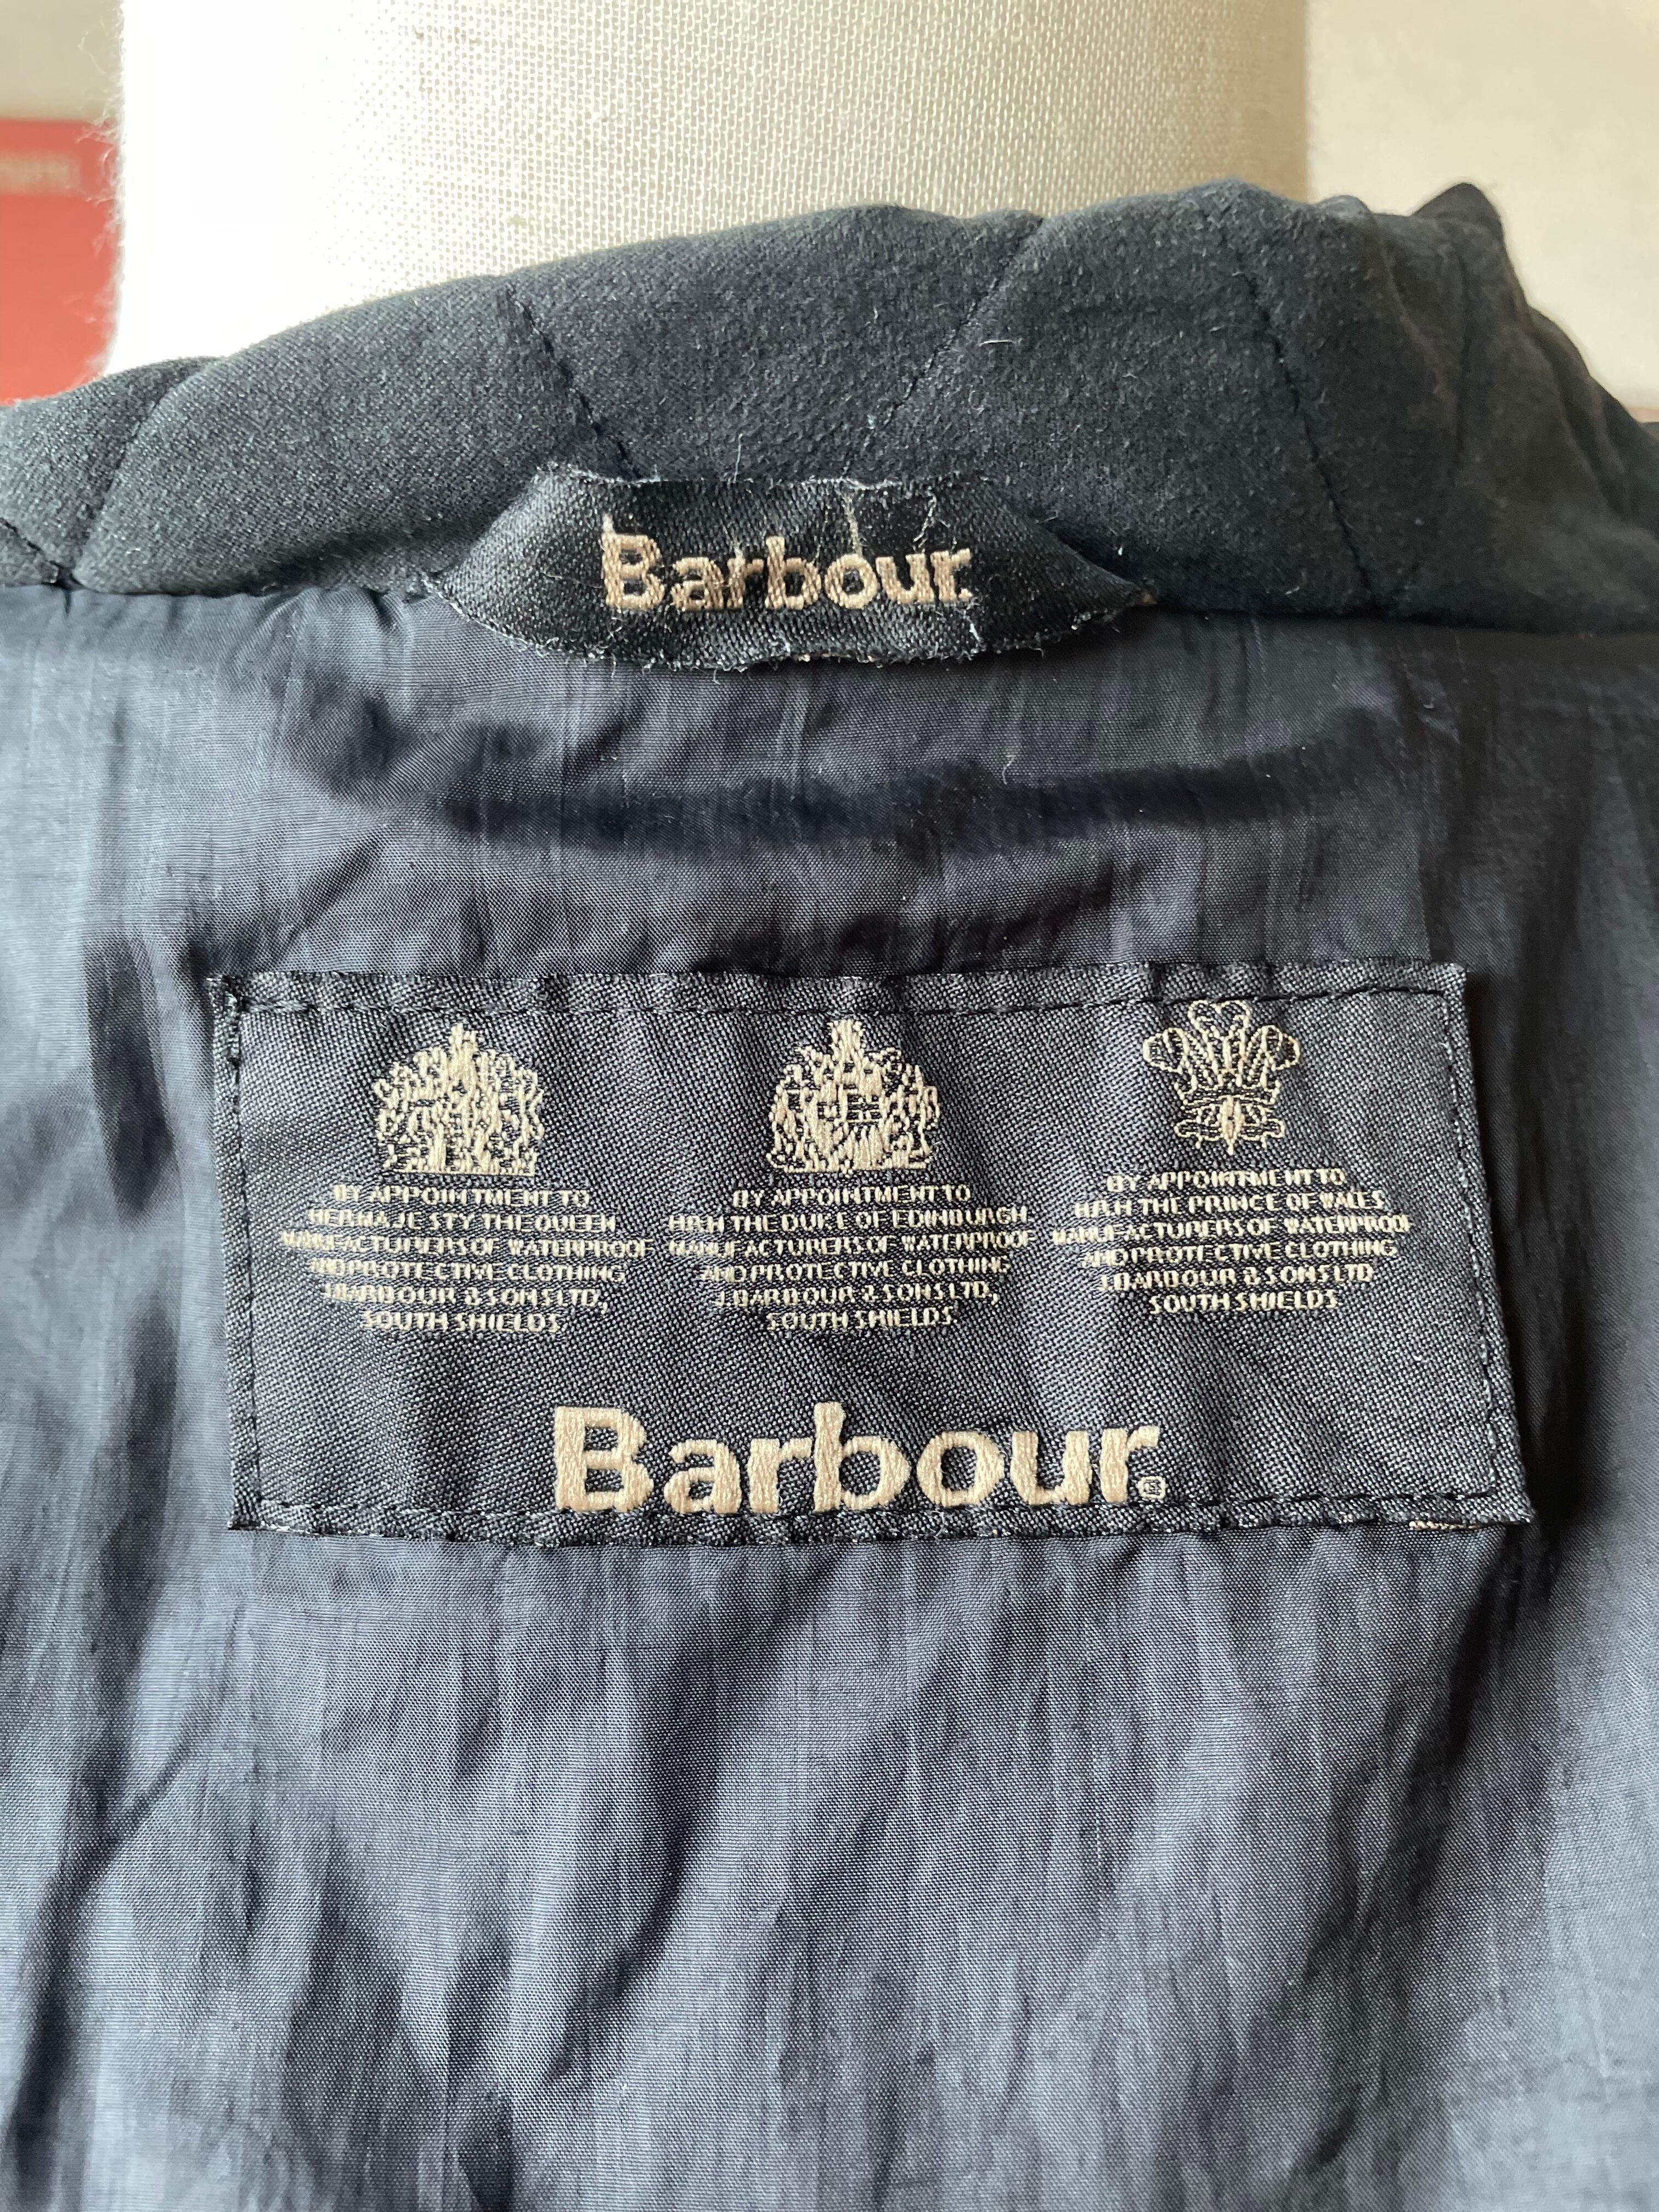 Barbour
BY APPOINTMENT TO
HER MAJESTY THE QUEEN
MANUFACTURERS OF WATERPROOF
AND PROTECTIVE CLOTHING
J.BARBOUR & SONS LTD.,
SOUTH SHIELDS.
BY APPOINTMENT TO
H.R.H THE DUKE OF EDINBURGH
MANUFACTURERS OF WATERPROOF
AND PROTECTIVE CLOTHING
J.BARBOUR & SONS LTD.,
SOUTH SHIELDS
BY APPOINTMENT TO
H.R.H THE PRINCE OF WALES
MANUFACTURERS OF WATERPROOF
AND PROTECTIVE CLOTHING
J.BARBOUR & SONS LTD
SOUTH SHIELDS
Barbour®